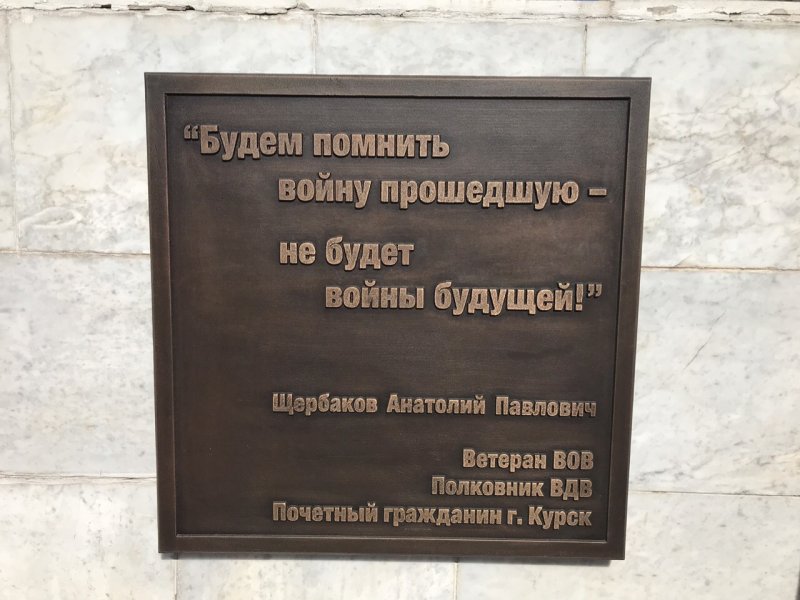 “Будем помнить
войну прошедшую –
не будет
войны будущей!”
Щербаков Анатолий Павлович
Ветеран ВОВ
Полковник ВДВ
Почетный гражданин г. Курск